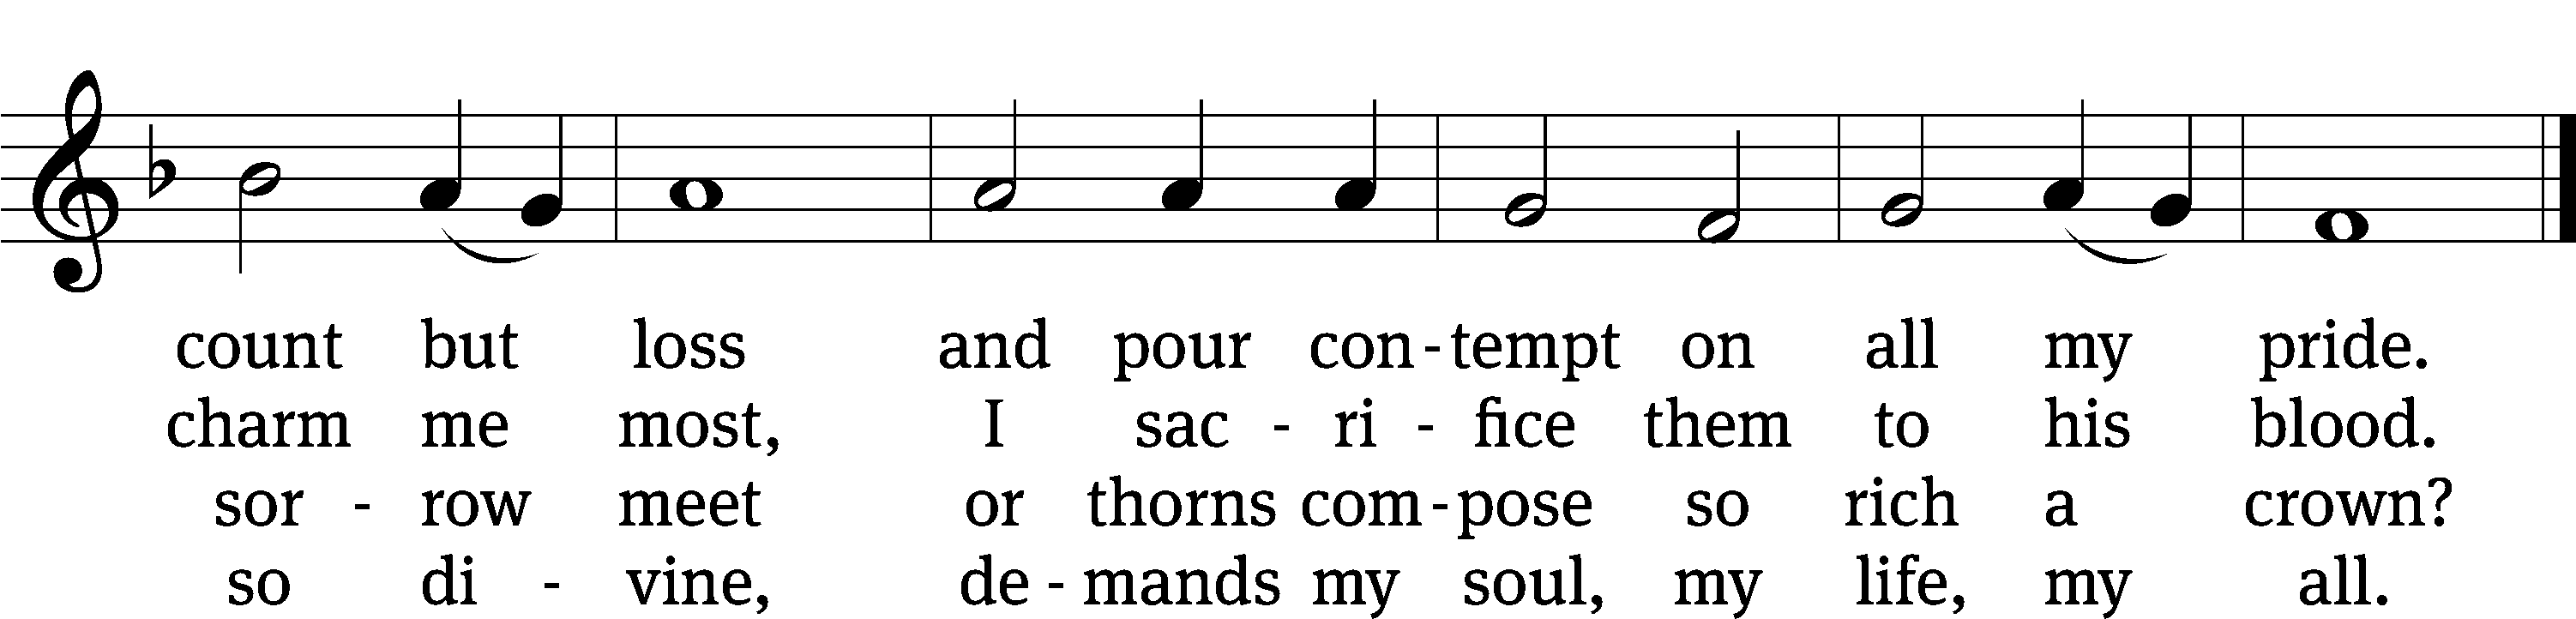 count but loss and pour con - tempt on all my pride.
charm me most, I sac - ri - fice them to his blood.
sor - row meet or thorns com - pose so rich a crown?
so di - vine, de - mands my soul, my life, my all.